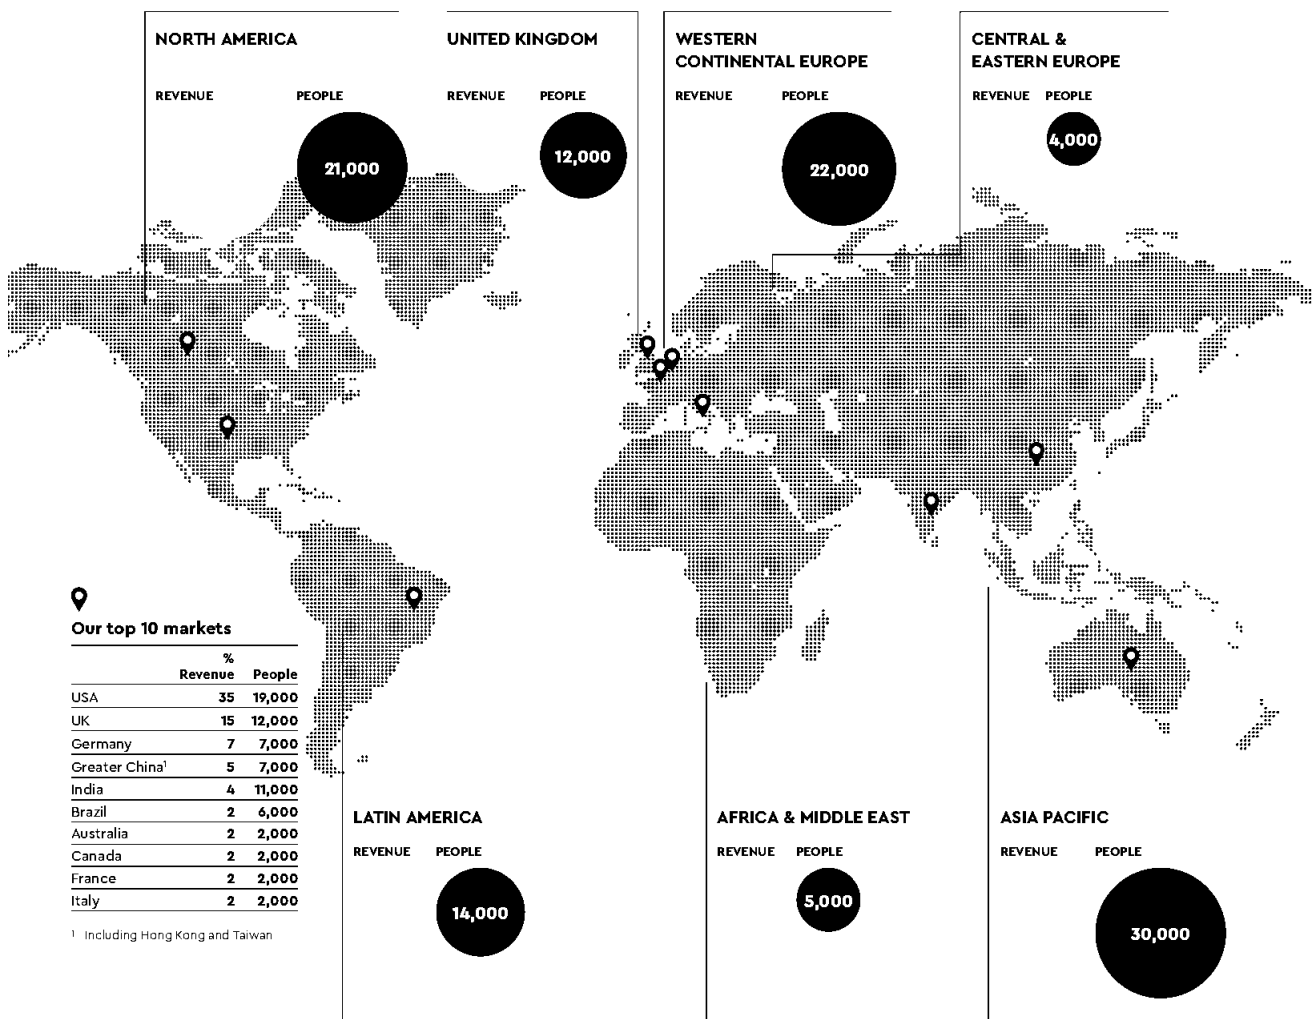 NORTH AMERICA
REVENUE PEOPLE
21,000
UNITED KINGDOM
REVENUE PEOPLE
12,000
WESTERN
CONTINENTAL EUROPE
REVENUE PEOPLE
22,000
CENTRAL &
EASTERN EUROPE
REVENUE PEOPLE
4,000
Our top 10 markets
%
Revenue People
USA 35 19,000
UK 15 12,000
Germany 7 7,000
Greater China¹ 5 7,000
India 4 11,000
Brazil 2 6,000
Australia 2 2,000
Canada 2 2,000
France 2 2,000
Italy 2 2,000
¹ Including Hong Kong and Taiwan
LATIN AMERICA
REVENUE PEOPLE
14,000
AFRICA & MIDDLE EAST
REVENUE PEOPLE
5,000
ASIA PACIFIC
REVENUE PEOPLE
30,000